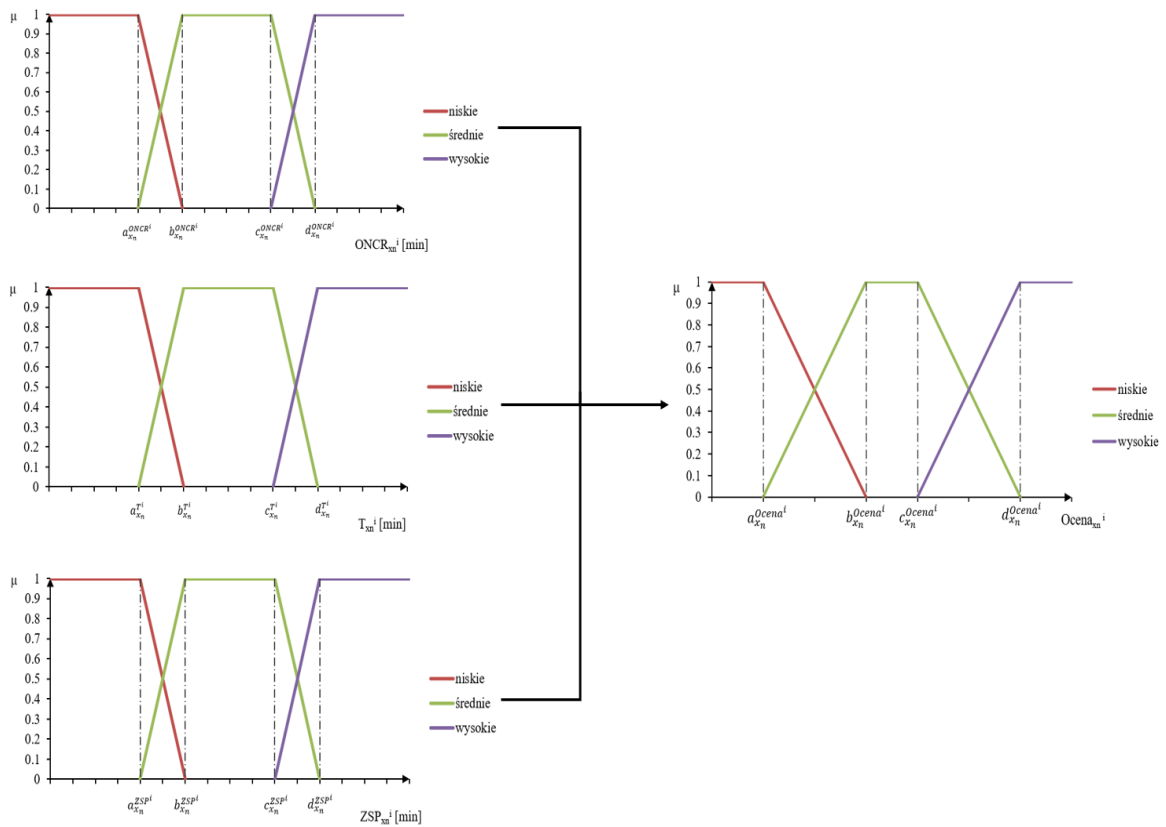 μ
1
0.9
0.8
0.7
0.6
0.5
0.4
0.3
0.2
0.1
0
niskie
średnie
wysokie
a_{x_n}^{ONCR^i} b_{x_n}^{ONCR^i} c_{x_n}^{ONCR^i} d_{x_n}^{ONCR^i}
ONCR_{xn}^i [min]
μ
1
0.9
0.8
0.7
0.6
0.5
0.4
0.3
0.2
0.1
0
niskie
średnie
wysokie
a_{x_n}^{T^i} b_{x_n}^{T^i} c_{x_n}^{T^i} d_{x_n}^{T^i}
T_{xn}^i [min]
μ
1
0.9
0.8
0.7
0.6
0.5
0.4
0.3
0.2
0.1
0
niskie
średnie
wysokie
a_{x_n}^{ZSP^i} b_{x_n}^{ZSP^i} c_{x_n}^{ZSP^i} d_{x_n}^{ZSP^i}
ZSP_{xn}^i [min]
μ
1
0.9
0.8
0.7
0.6
0.5
0.4
0.3
0.2
0.1
0
niskie
średnie
wysokie
a_{x_n}^{Ocena^i} b_{x_n}^{Ocena^i} c_{x_n}^{Ocena^i} d_{x_n}^{Ocena^i} Ocena_{xn}^i